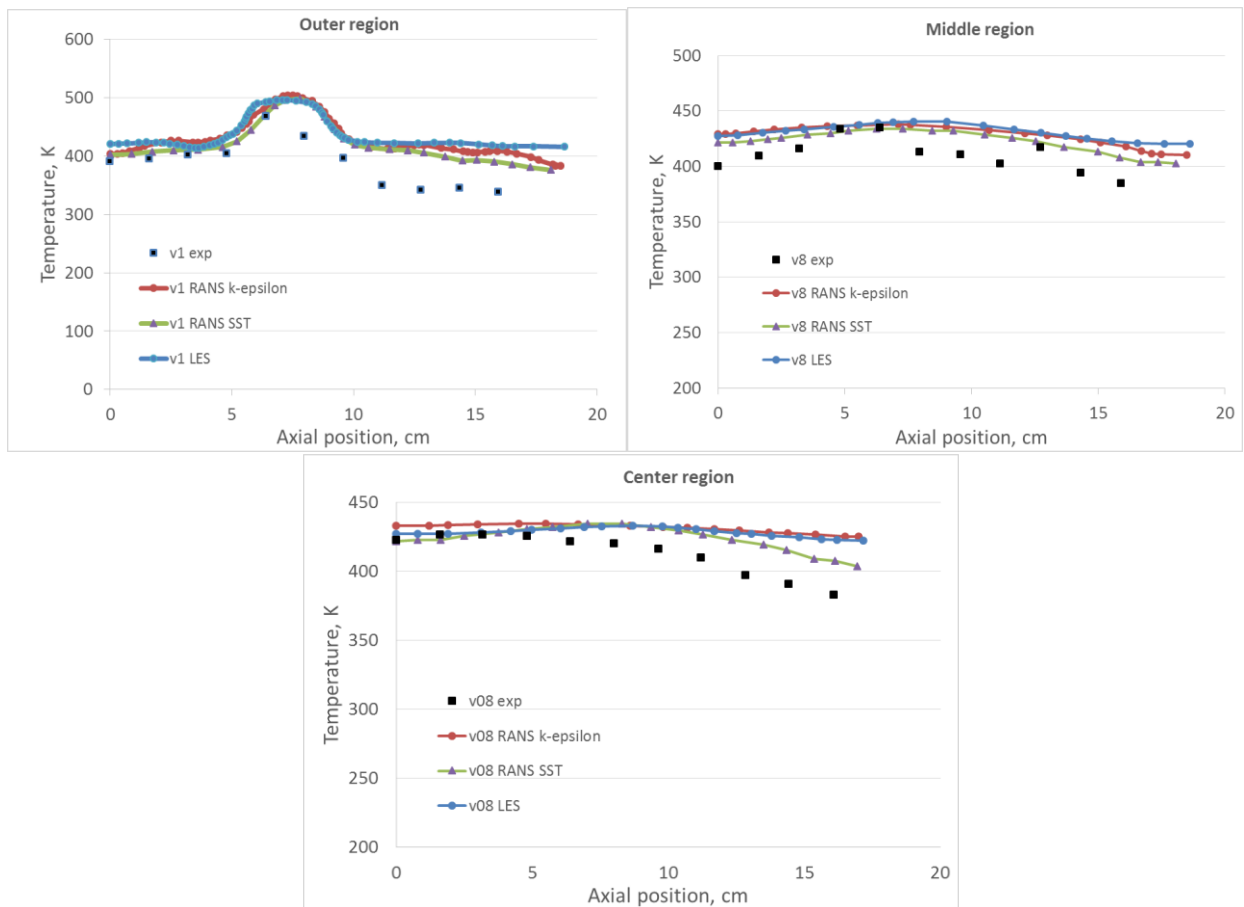 Outer region
Temperature, K
600
500
400
300
200
100
0
v1 exp
v1 RANS k-epsilon
v1 RANS SST
v1 LES
0 5 10 15 20
Axial position, cm
Middle region
Temperature, K
500
450
400
350
300
250
200
v8 exp
v8 RANS k-epsilon
v8 RANS SST
v8 LES
0 5 10 15 20
Axial position, cm
Center region
Temperature, K
450
400
350
300
250
200
v08 exp
v08 RANS k-epsilon
v08 RANS SST
v08 LES
0 5 10 15 20
Axial position, cm